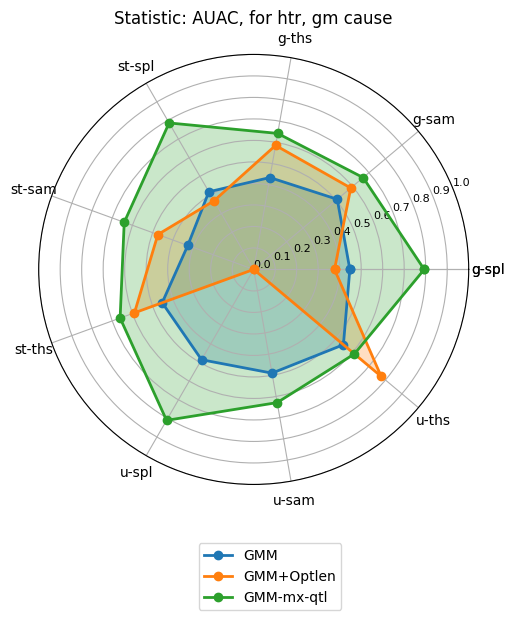 Statistic: AUAC, for htr, gm cause
g-ths
st-spl
g-sam
st-sam
1.0
0.9
0.8
0.7
0.6
0.5
0.4
0.3
0.2
0.1
0.0
g-spl
st-ths
u-ths
u-spl
u-sam
GMM
GMM+Optlen
GMM-mx-qtl